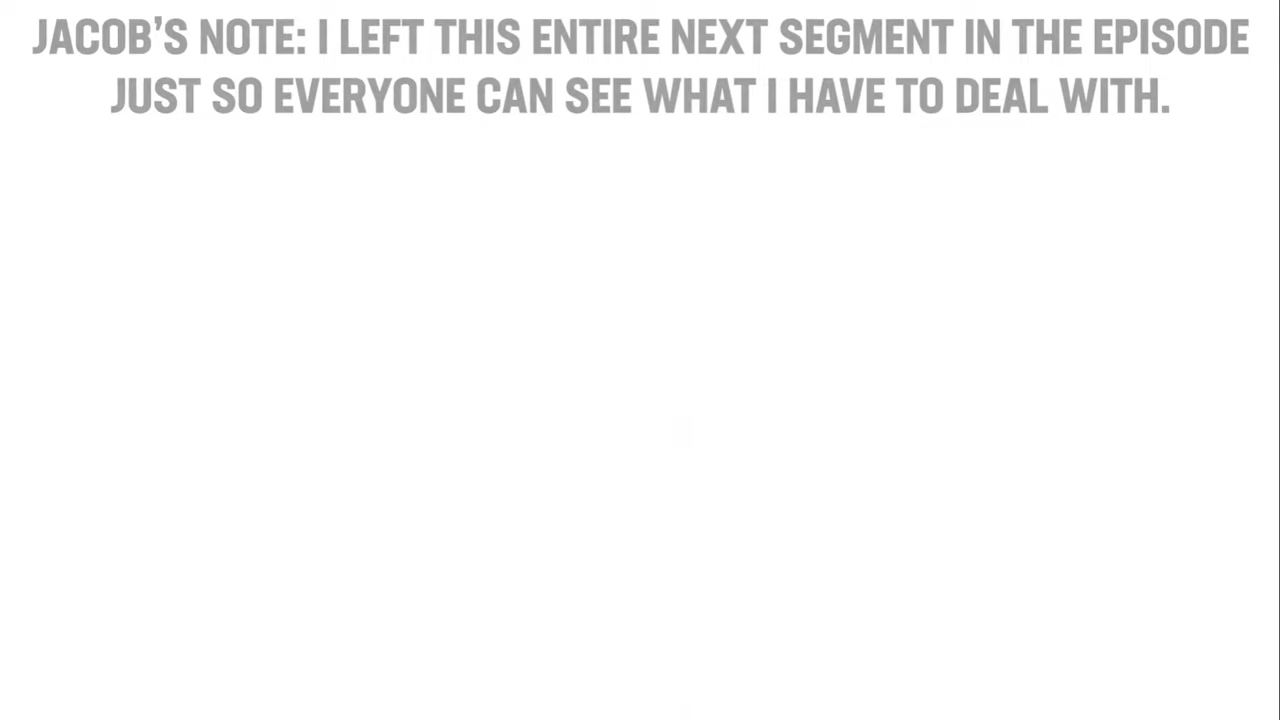 JACOB’S NOTE: I LEFT THIS ENTIRE NEXT SEGMENT IN THE EPISODE
JUST SO EVERYONE CAN SEE WHAT I HAVE TO DEAL WITH.